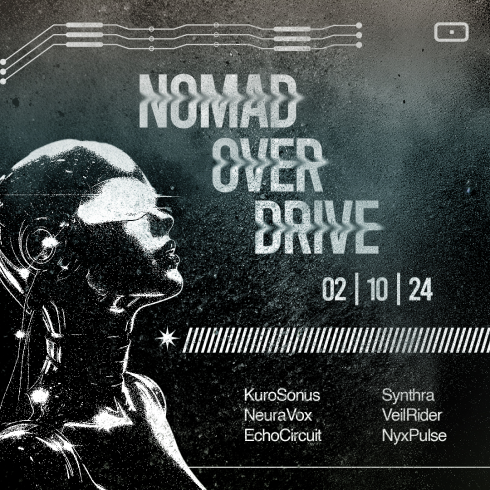 NOMAD
OVER
DRIVE
02 | 10 | 24
KuroSonus
NeuraVox
EchoCircuit
Synthra
VeilRider
NyxPulse